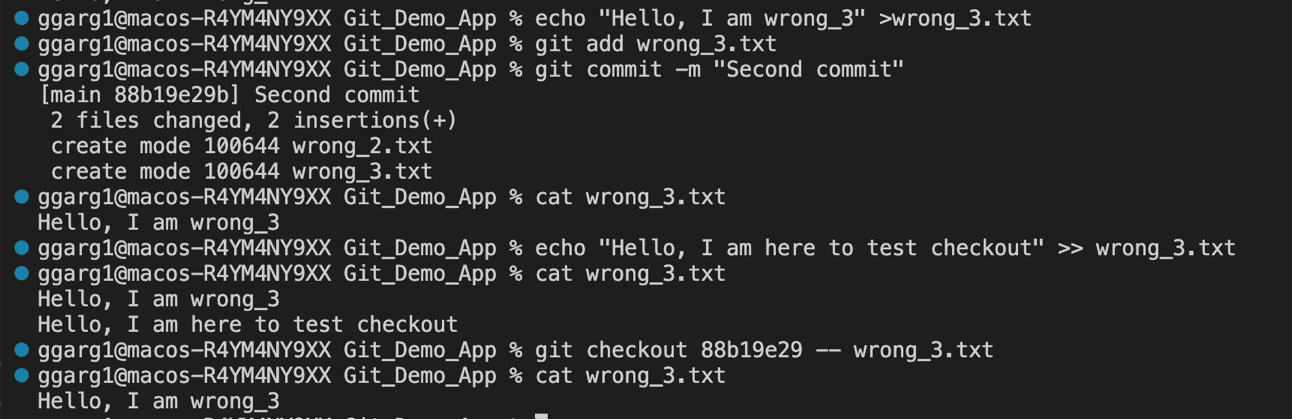 ggarg1@macos-R4YM4NY9XX Git_Demo_App % echo "Hello, I am wrong_3" >wrong_3.txt
ggarg1@macos-R4YM4NY9XX Git_Demo_App % git add wrong_3.txt
ggarg1@macos-R4YM4NY9XX Git_Demo_App % git commit -m "Second commit"
[main 88b19e29b] Second commit
2 files changed, 2 insertions(+)
create mode 100644 wrong_2.txt
create mode 100644 wrong_3.txt
ggarg1@macos-R4YM4NY9XX Git_Demo_App % cat wrong_3.txt
Hello, I am wrong_3
ggarg1@macos-R4YM4NY9XX Git_Demo_App % echo "Hello, I am here to test checkout" >> wrong_3.txt
ggarg1@macos-R4YM4NY9XX Git_Demo_App % cat wrong_3.txt
Hello, I am wrong_3
Hello, I am here to test checkout
ggarg1@macos-R4YM4NY9XX Git_Demo_App % git checkout 88b19e29 -- wrong_3.txt
ggarg1@macos-R4YM4NY9XX Git_Demo_App % cat wrong_3.txt
Hello, I am wrong_3